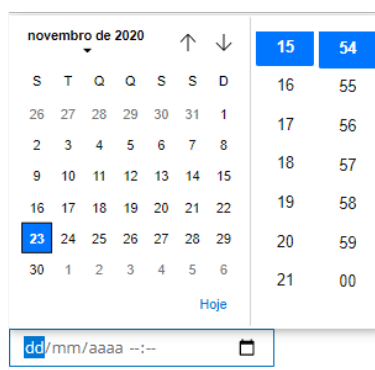 novembro de 2020
S T Q Q S S D
26 27 28 29 30 31 1
2 3 4 5 6 7 8
9 10 11 12 13 14 15
16 17 18 19 20 21 22
23 24 25 26 27 28 29
30 1 2 3 4 5 6
Hoje
15 54
16 55
17 56
18 57
19 58
20 59
21 00
dd/mm/aaaa --:--